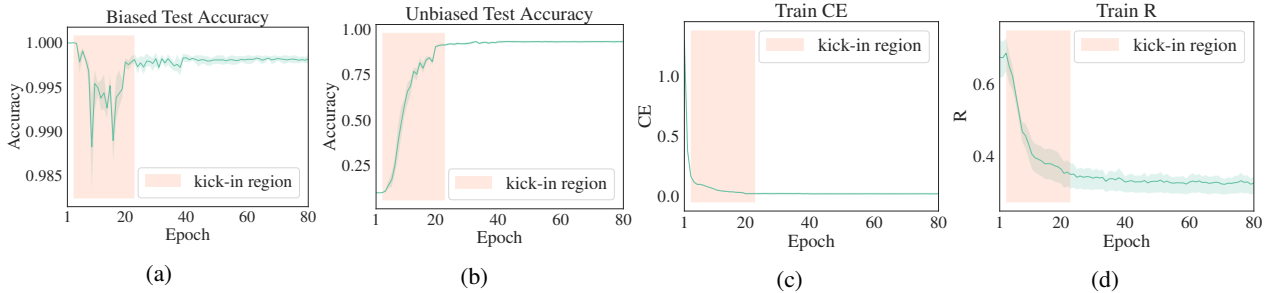 Biased Test Accuracy
Accuracy
1.000
0.995
0.990
0.985
kick-in region
1 20 40 60 80
Epoch
(a)
Unbiased Test Accuracy
Accuracy
1.00
0.75
0.50
0.25
kick-in region
1 20 40 60 80
Epoch
(b)
Train CE
CE
1.0
0.5
0.0
kick-in region
1 20 40 60 80
Epoch
(c)
Train R
R
0.6
0.4
kick-in region
1 20 40 60 80
Epoch
(d)